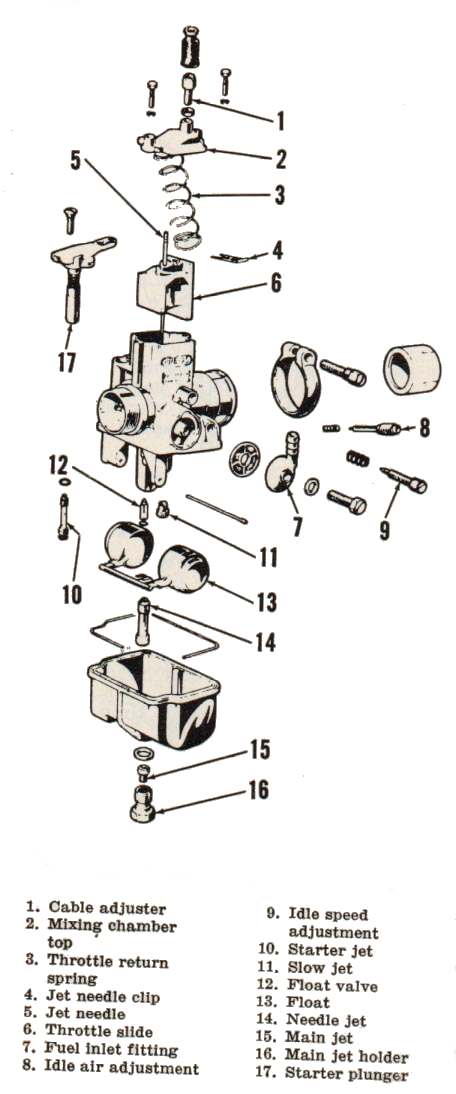 1
2
5
3
4
6
17
8
7
9
12
11
10
13
14
15
16
1. Cable adjuster
2. Mixing chamber
top
3. Throttle return
spring
4. Jet needle clip
5. Jet needle
6. Throttle slide
7. Fuel inlet fitting
8. Idle air adjustment
9. Idle speed
adjustment
10. Starter jet
11. Slow jet
12. Float valve
13. Float
14. Needle jet
15. Main jet
16. Main jet holder
17. Starter plunger